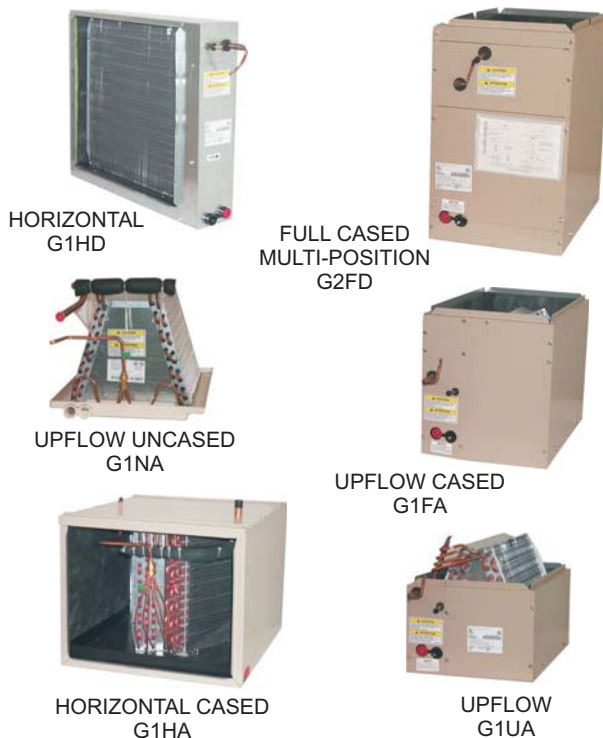 HORIZONTAL
G1HD
FULL CASED
MULTI-POSITION
G2FD
UPFLOW UNCASED
G1NA
UPFLOW CASED
G1FA
HORIZONTAL CASED
G1HA
UPFLOW
G1UA